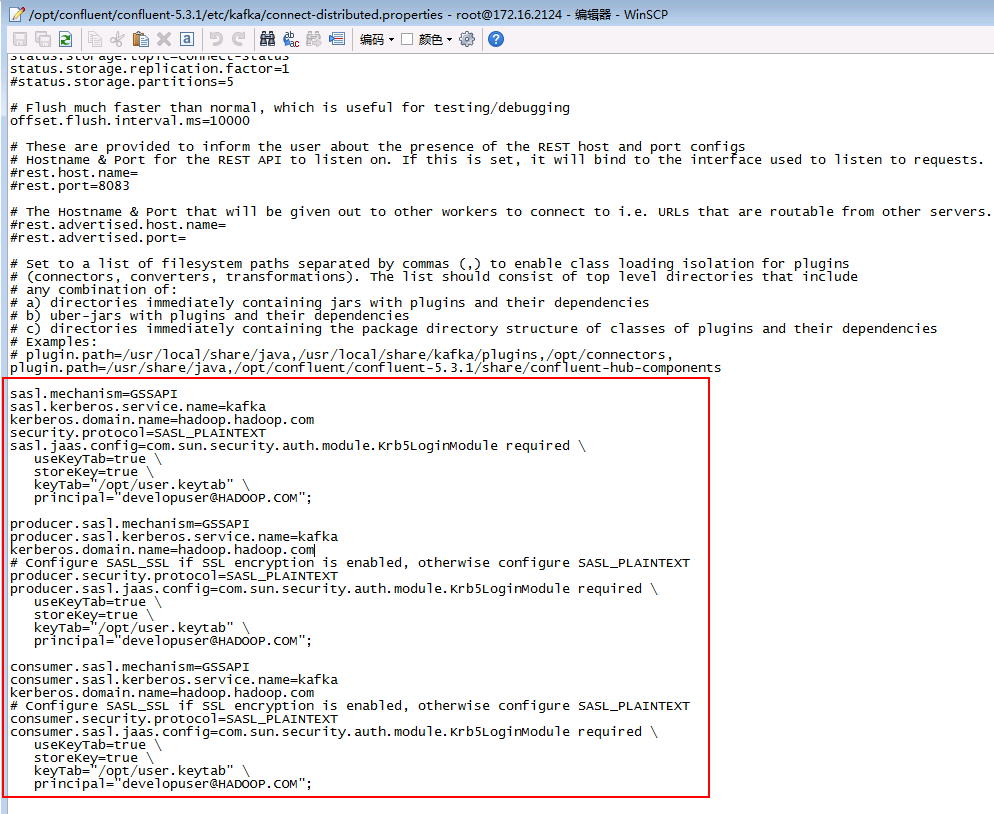 /opt/confluent/confluent-5.3.1/etc/kafka/connect-distributed.properties - root@172.16.2124 - 编辑器 - WinSCP
编码 颜色
status.storage.topic=connect-status
status.storage.replication.factor=1
#status.storage.partitions=5
# Flush much faster than normal, which is useful for testing/debugging
offset.flush.interval.ms=10000
# These are provided to inform the user about the presence of the REST host and port configs
# Hostname & Port for the REST API to listen on. If this is set, it will bind to the interface used to listen to requests.
#rest.host.name=
#rest.port=8083
# The Hostname & Port that will be given out to other workers to connect to i.e. URLs that are routable from other servers.
#rest.advertised.host.name=
#rest.advertised.port=
# Set to a list of filesystem paths separated by commas (,) to enable class loading isolation for plugins
# (connectors, converters, transformations). The list should consist of top level directories that include
# any combination of:
# a) directories immediately containing jars with plugins and their dependencies
# b) uber-jars with plugins and their dependencies
# c) directories immediately containing the package directory structure of classes of plugins and their dependencies
# Examples:
# plugin.path=/usr/local/share/java,/usr/local/share/kafka/plugins,/opt/connectors,
plugin.path=/usr/share/java,/opt/confluent/confluent-5.3.1/share/confluent-hub-components
sasl.mechanism=GSSAPI
sasl.kerberos.service.name=kafka
kerberos.domain.name=hadoop.hadoop.com
security.protocol=SASL_PLAINTEXT
sasl.jaas.config=com.sun.security.auth.module.Krb5LoginModule required \
useKeyTab=true \
storeKey=true \
keyTab="/opt/user.keytab" \
principal="developuser@HADOOP.COM";
producer.sasl.mechanism=GSSAPI
producer.sasl.kerberos.service.name=kafka
kerberos.domain.name=hadoop.hadoop.com
# Configure SASL_SSL if SSL encryption is enabled, otherwise configure SASL_PLAINTEXT
producer.security.protocol=SASL_PLAINTEXT
producer.sasl.jaas.config=com.sun.security.auth.module.Krb5LoginModule required \
useKeyTab=true \
storeKey=true \
keyTab="/opt/user.keytab" \
principal="developuser@HADOOP.COM";
consumer.sasl.mechanism=GSSAPI
consumer.sasl.kerberos.service.name=kafka
kerberos.domain.name=hadoop.hadoop.com
# Configure SASL_SSL if SSL encryption is enabled, otherwise configure SASL_PLAINTEXT
consumer.security.protocol=SASL_PLAINTEXT
consumer.sasl.jaas.config=com.sun.security.auth.module.Krb5LoginModule required \
useKeyTab=true \
storeKey=true \
keyTab="/opt/user.keytab" \
principal="developuser@HADOOP.COM";